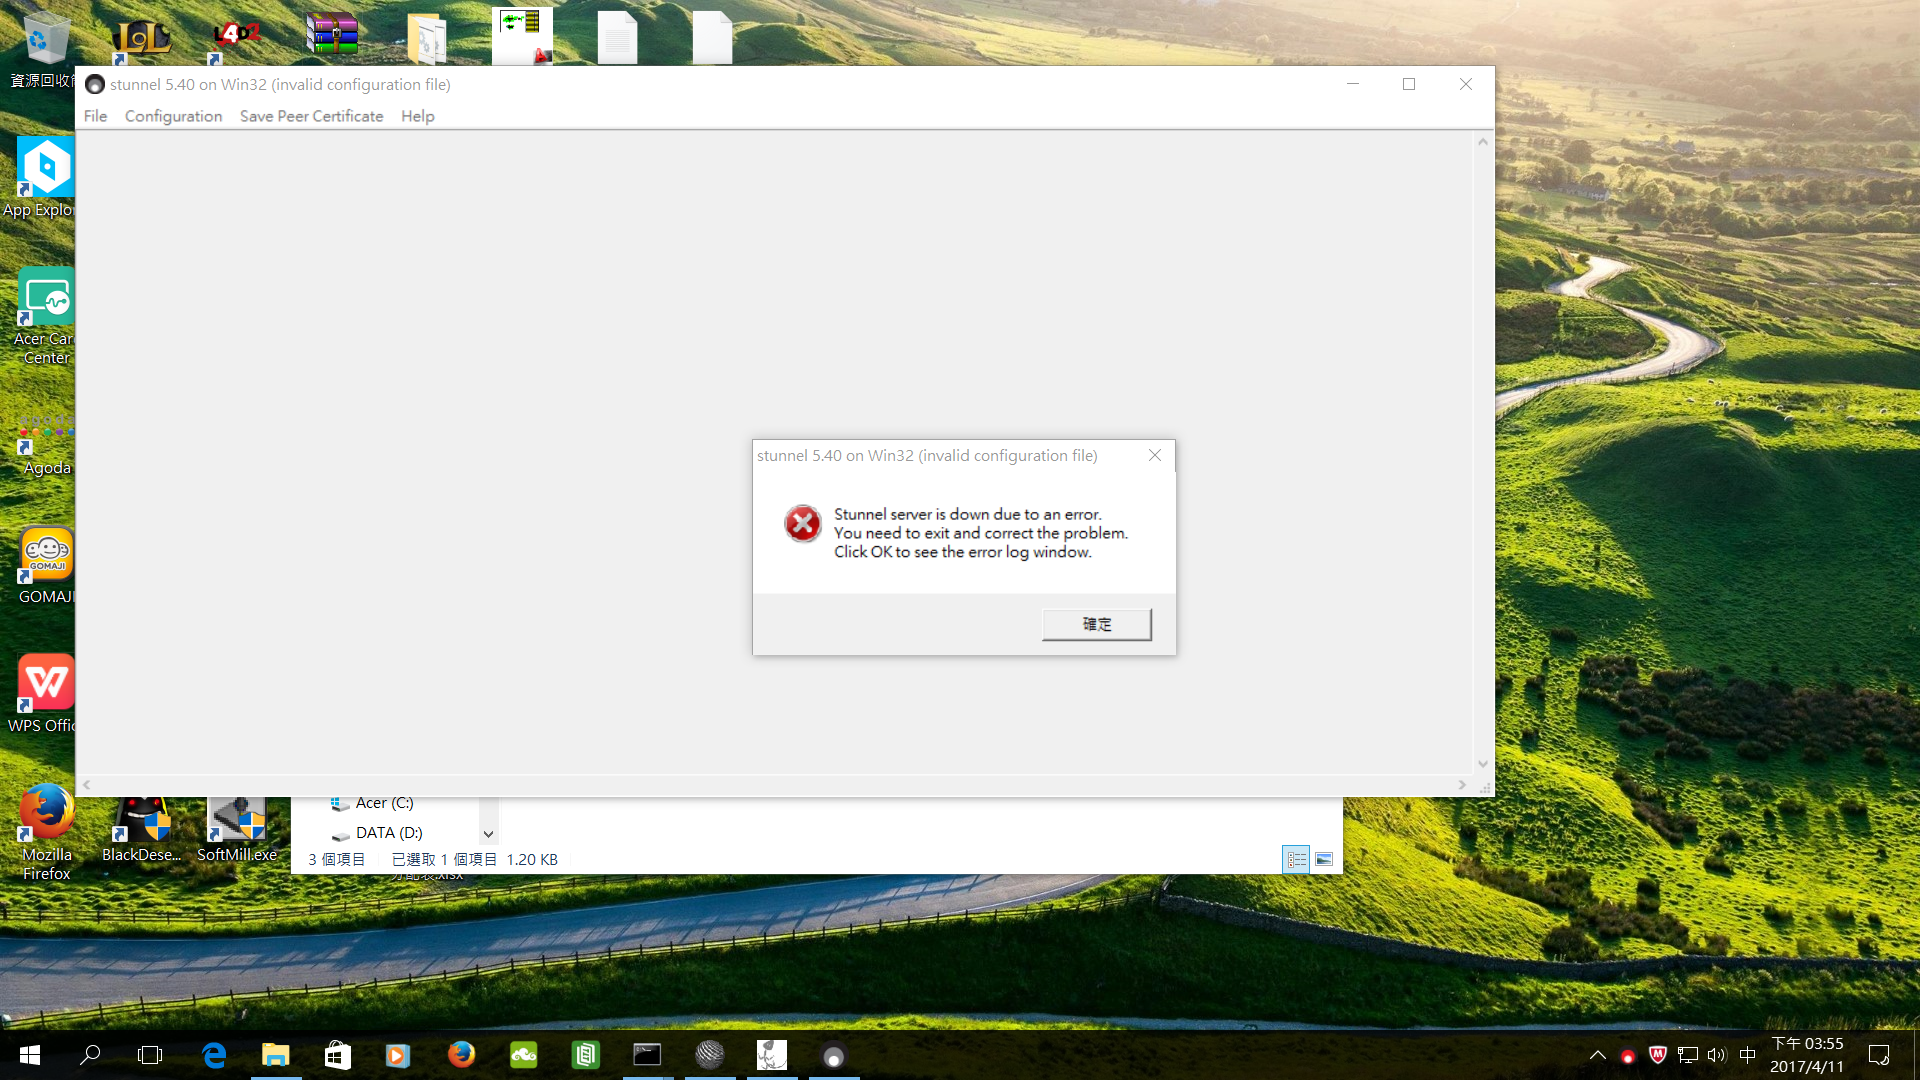 LoL
L4D2
資源回收
stunnel 5.40 on Win32 (invalid configuration file)
File Configuration Save Peer Certificate Help
App Explo
Acer Car
Center
agoda
Agoda
GOMAJI
GOMAJI
WPS Offic
Mozilla
Firefox
BlackDese...
SoftMill.exe
stunnel 5.40 on Win32 (invalid configuration file)
Stunnel server is down due to an error.
You need to exit and correct the problem.
Click OK to see the error log window.
確定
Acer (C:)
DATA (D:)
3 個項目 已選取 1 個項目 1.20 KB
中
下午 03:55
2017/4/11